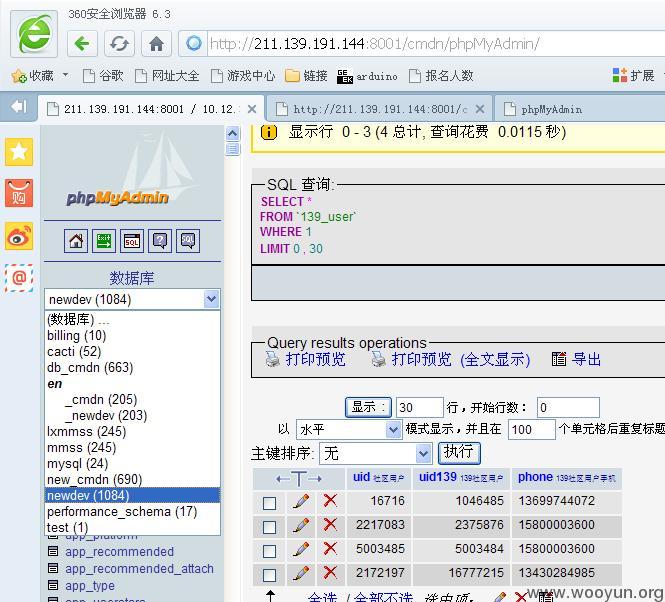 360安全浏览器 6.3
http://211.139.191.144:8001/cmdn/phpMyAdmin/
收藏 谷歌 网址大全 游戏中心 链接 arduino 报名人数 扩展
211.139.191.144:8001 / 10.12. http://211.139.191.144:8001/c phpMyAdmin
phpMyAdmin
数据库
newdev (1084)
(数据库) ...
billing (10)
cacti (52)
db_cmdn (663)
en
_cmdn (205)
_newdev (203)
lxmmss (245)
mmss (245)
mysql (24)
new_cmdn (690)
newdev (1084)
performance_schema (17)
test (1)
app_platform
app_recommended
app_recommended_attach
app_type
显示行 0 - 3 (4 总计, 查询花费 0.0115 秒)
SQL 查询:
SELECT *
FROM `139_user`
WHERE 1
LIMIT 0 , 30
Query results operations
打印预览 打印预览 (全文显示) 导出
显示 : 30 行，开始行数： 0
以 水平 模式显示，并且在 100 个单元格后重复标题
主键排序: 无 执行
←T→ uid 社区用户 uid139 139社区用户 phone 139社区用户手机
16716 1046485 13699744072
2217083 2375876 15800003600
5003485 5003484 15800003600
2172197 16777215 13430284985
全选 / 全部不选 选中项:
www.wooyun.org